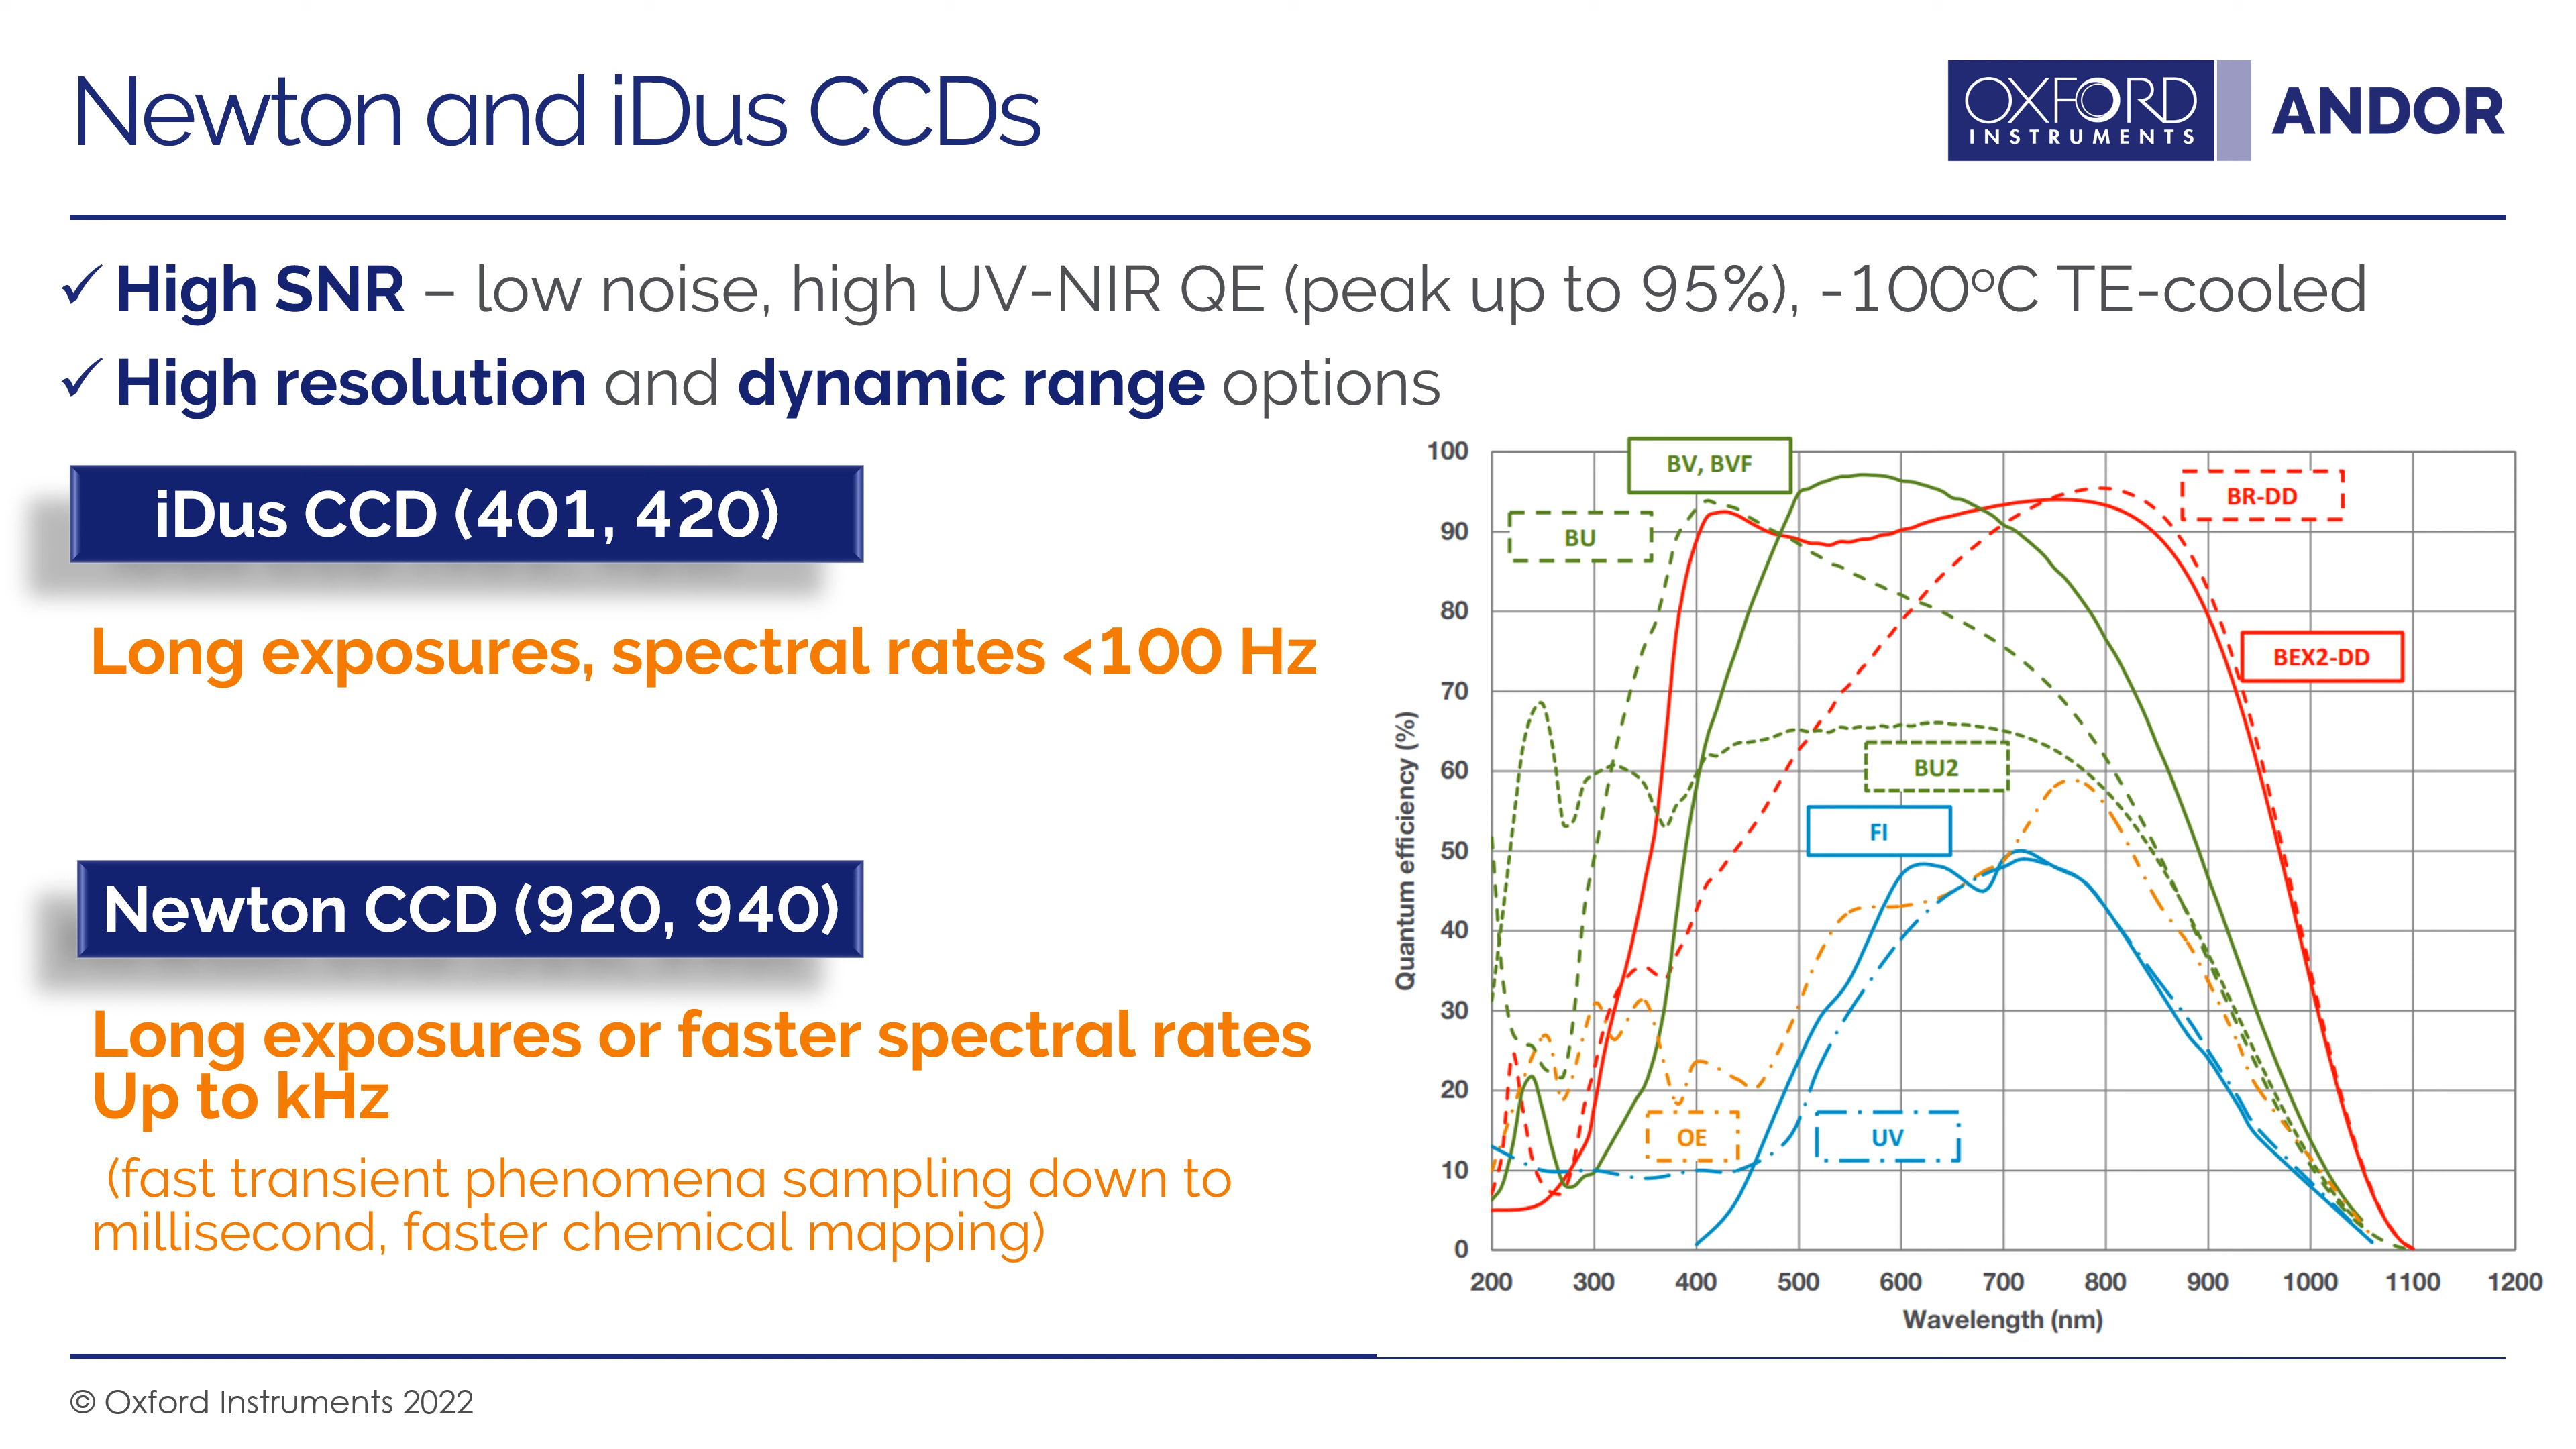 Newton and iDus CCDs
OXFORD
INSTRUMENTS
ANDOR
✓ High SNR – low noise, high UV-NIR QE (peak up to 95%), -100ºC TE-cooled
✓ High resolution and dynamic range options
iDus CCD (401, 420)
Long exposures, spectral rates <100 Hz
Newton CCD (920, 940)
Long exposures or faster spectral rates
Up to kHz
(fast transient phenomena sampling down to
millisecond, faster chemical mapping)
Quantum efficiency (%)
100
90
80
70
60
50
40
30
20
10
0
BV, BVF
BR-DD
BU
BEX2-DD
BU2
FI
OE
UV
200 300 400 500 600 700 800 900 1000 1100 1200
Wavelength (nm)
© Oxford Instruments 2022